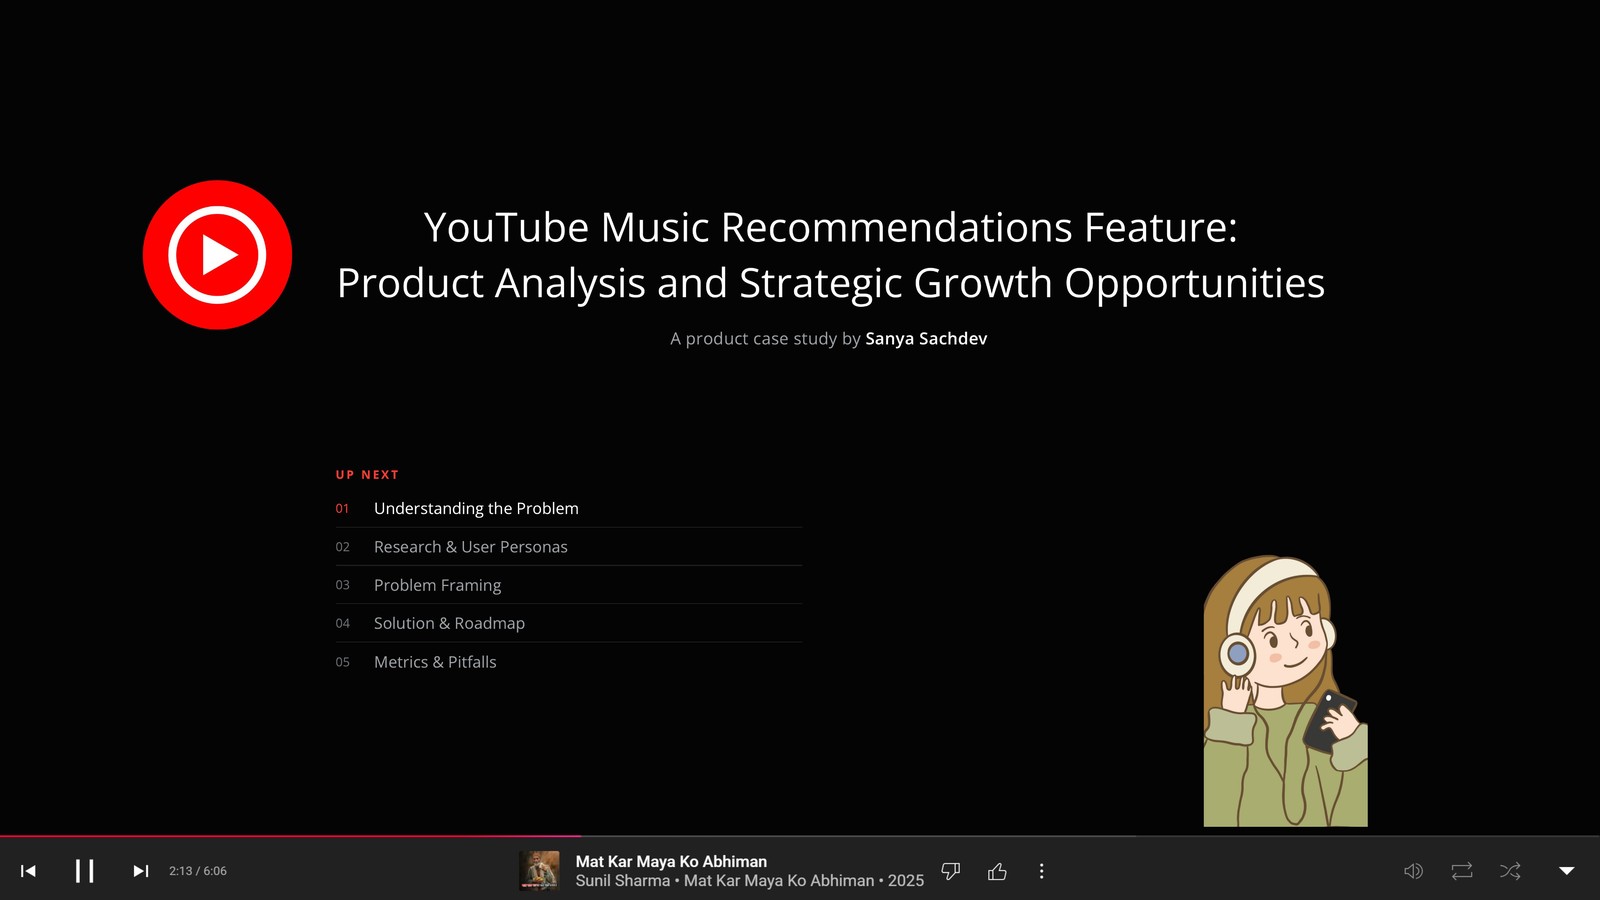 YouTube Music Recommendations Feature:
Product Analysis and Strategic Growth Opportunities
A product case study by Sanya Sachdev
UP NEXT
01 Understanding the Problem
02 Research & User Personas
03 Problem Framing
04 Solution & Roadmap
05 Metrics & Pitfalls
2:13 / 6:06
Mat Kar Maya Ko Abhiman
Sunil Sharma • Mat Kar Maya Ko Abhiman • 2025